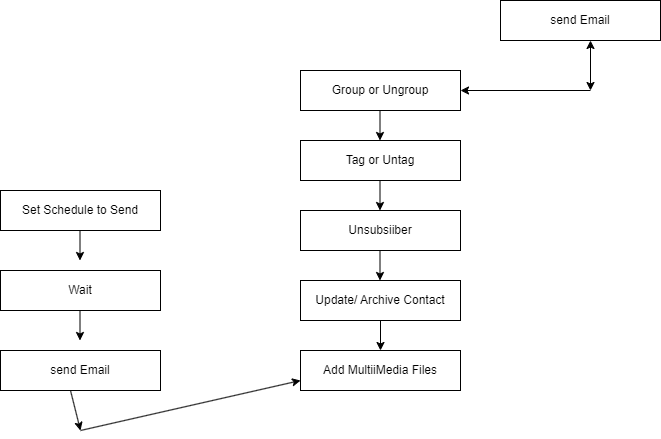 send Email
Group or Ungroup
Tag or Untag
Set Schedule to Send
Unsubsiiber
Wait
Update/ Archive Contact
send Email
Add MultiiMedia Files